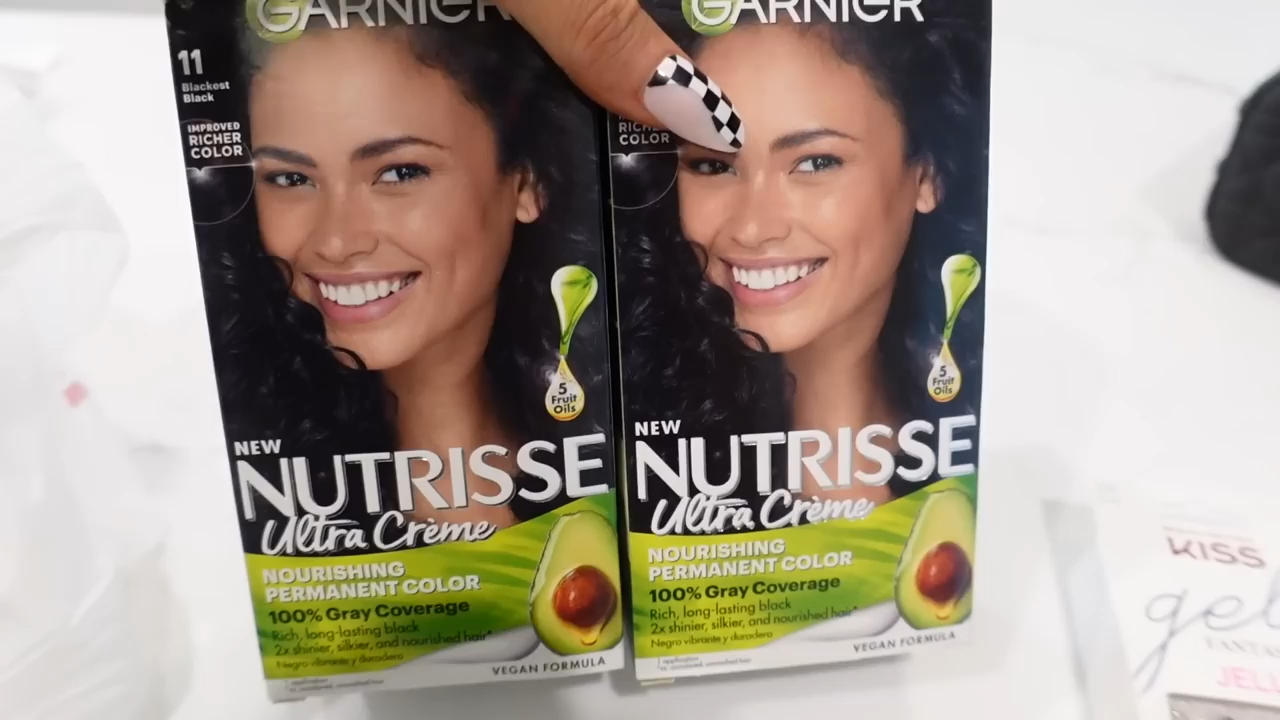 GARNIER
11
Blackest
Black
IMPROVED
RICHER
COLOR
5
Fruit
Oils
NEW
NUTRISSE
Ultra Crème
NOURISHING
PERMANENT COLOR
100% Gray Coverage
Rich, long-lasting black
2x shinier, silkier, and nourished hair*
Negro vibrante y duradero
VEGAN FORMULA
GARNIER
RICHER
COLOR
5
Fruit
Oils
NEW
NUTRISSE
Ultra Crème
NOURISHING
PERMANENT COLOR
100% Gray Coverage
Rich, long-lasting black
2x shinier, silkier, and nourished hair*
Negro vibrante y duradero
VEGAN FORMULA
KISS
gel